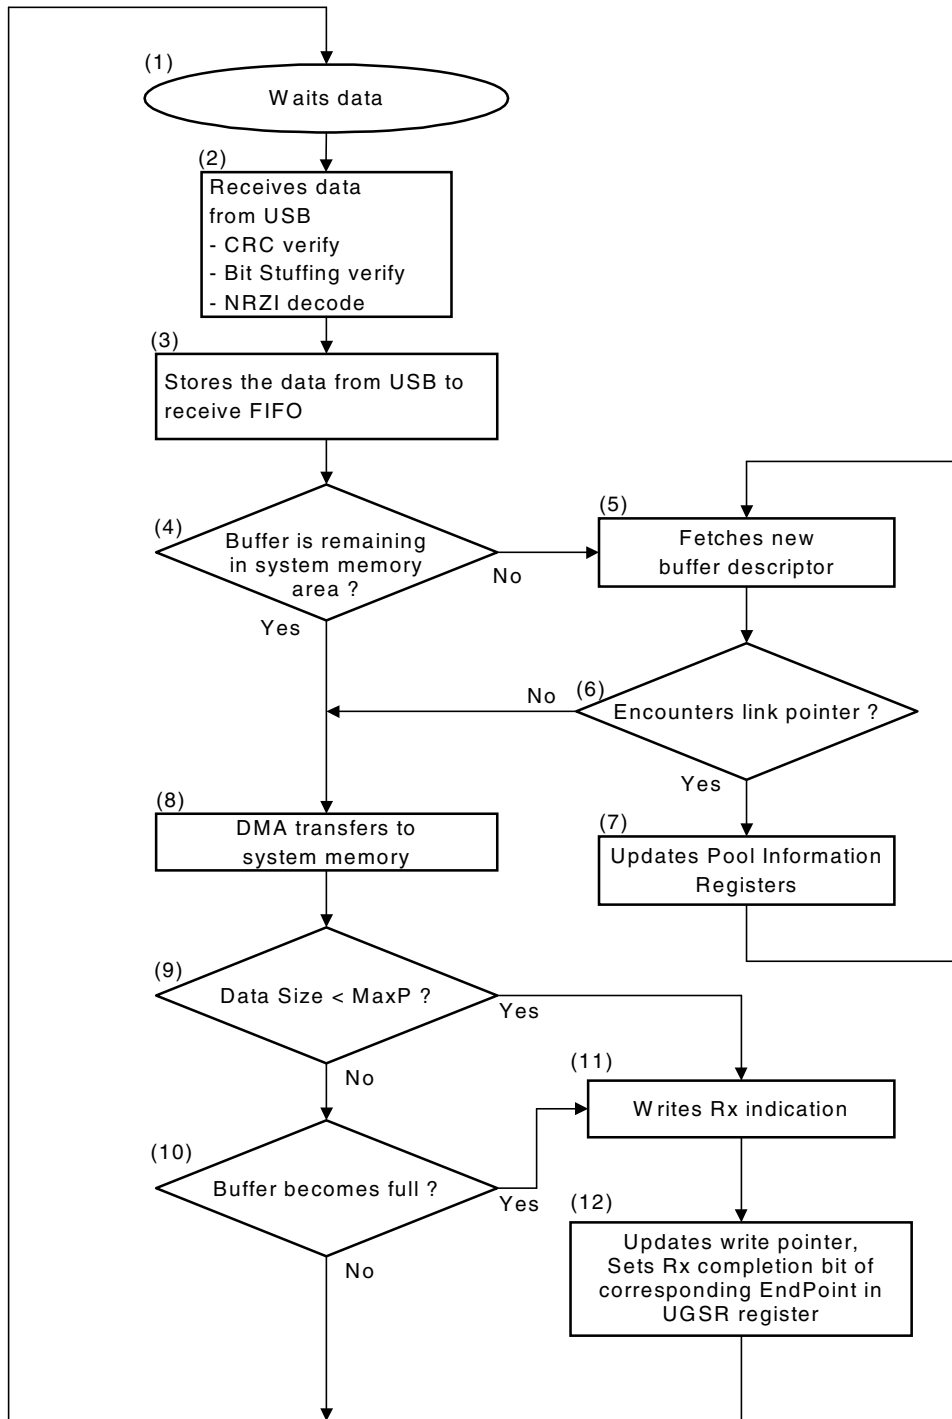 (1)
Waits data
(2)
Receives data
from USB
- CRC verify
- Bit Stuffing verify
- NRZI decode
(3)
Stores the data from USB to
receive FIFO
(4)
Buffer is remaining
in system memory
area ?
No
Yes
(5)
Fetches new
buffer descriptor
(6)
Encounters link pointer ?
No
Yes
(7)
Updates Pool Information
Registers
(8)
DMA transfers to
system memory
(9)
Data Size < MaxP ?
Yes
No
(10)
Buffer becomes full ?
Yes
No
(11)
Writes Rx indication
(12)
Updates write pointer,
Sets Rx completion bit of
corresponding EndPoint in
UGSR register